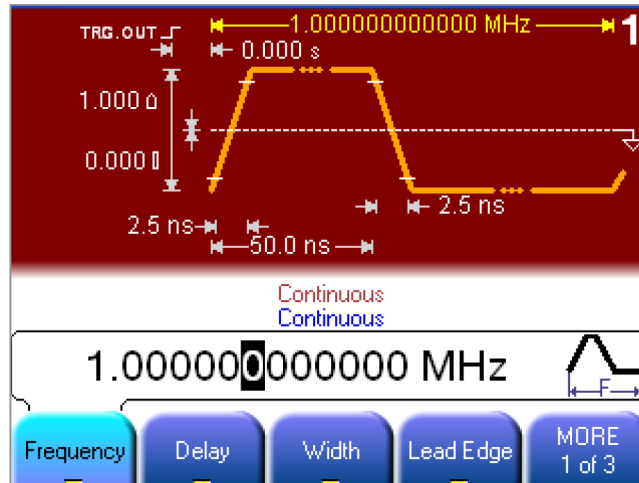 TRG.OUT
1.000000000000 MHz
1
0.000 s
1.000
0.000
2.5 ns
2.5 ns
50.0 ns
Continuous
Continuous
1.000000000000 MHz
F
Frequency
Delay
Width
Lead Edge
MORE
1 of 3